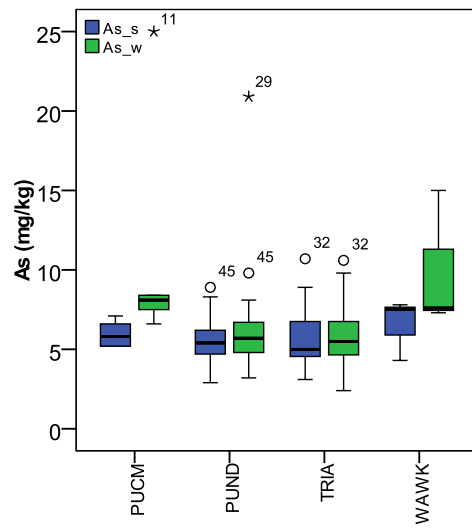 As_s
As_w
11
29
45
45
32
32
As (mg/kg)
25
20
15
10
5
0
PUCM
PUND
TRIA
WAWK